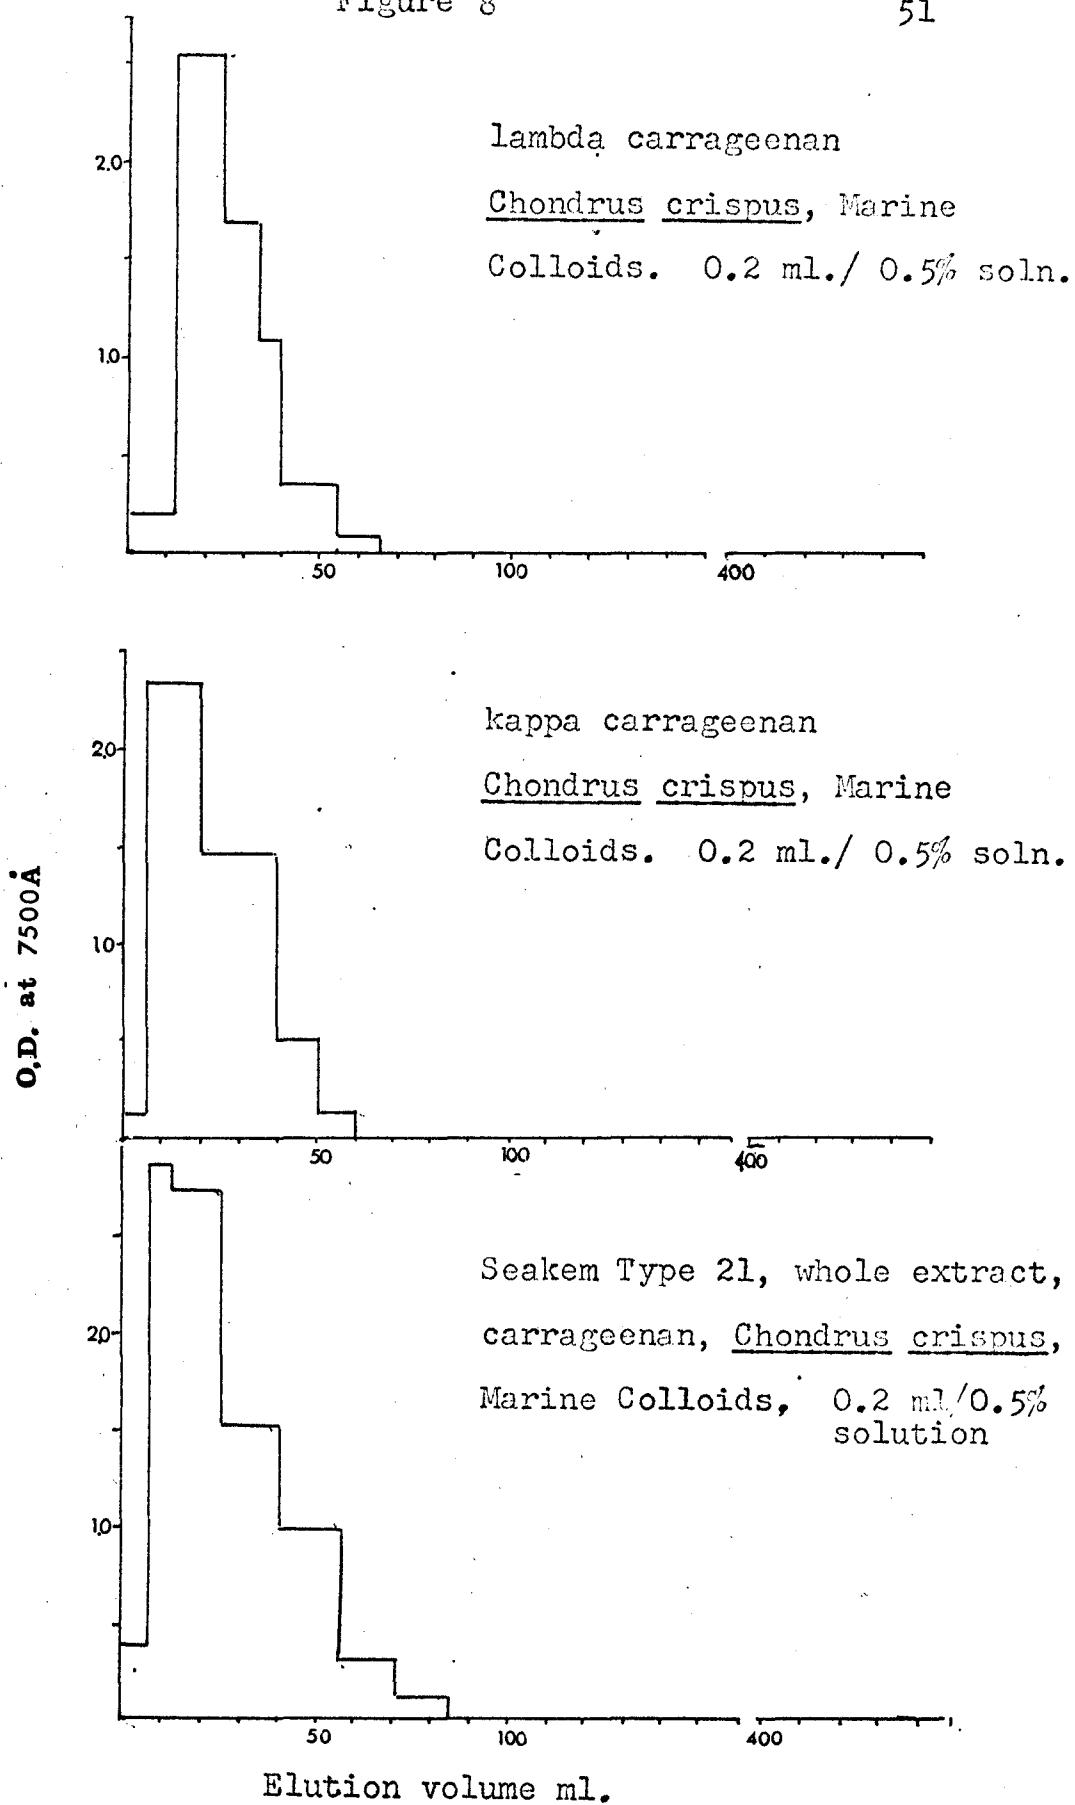 Figure 8
51
2.0
1.0
50
100
400
lambda carrageenan
Chondrus crispus, Marine
Colloids. 0.2 ml./ 0.5% soln.
O.D. at 7500Å
2.0
1.0
50
100
400
kappa carrageenan
Chondrus crispus, Marine
Colloids. 0.2 ml./ 0.5% soln.
2.0
1.0
50
100
400
Seakem Type 21, whole extract,
carrageenan, Chondrus crispus,
Marine Colloids, 0.2 ml/0.5%
solution
Elution volume ml.